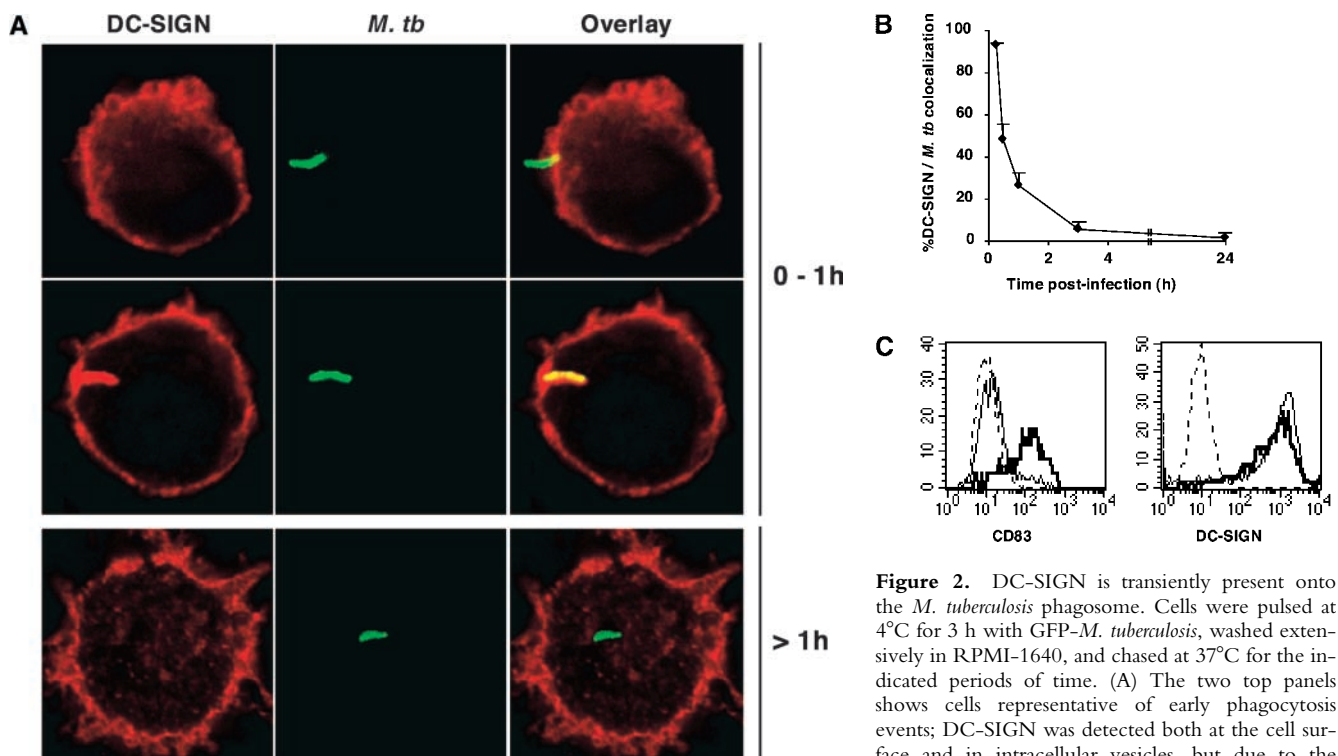 A
DC-SIGN
M. tb
Overlay
0 - 1h
> 1h
B
%DC-SIGN / M. tb colocalization
100
80
60
40
20
0
0 2 4 24
Time post-infection (h)
C
40
30
20
10
0
10^0 10^1 10^2 10^3 10^4
CD83
50
40
30
20
10
0
10^0 10^1 10^2 10^3 10^4
DC-SIGN
Figure 2. DC-SIGN is transiently present onto
the M. tuberculosis phagosome. Cells were pulsed at
4°C for 3 h with GFP-M. tuberculosis, washed exten-
sively in RPMI-1640, and chased at 37°C for the in-
dicated periods of time. (A) The two top panels
shows cells representative of early phagocytosis
events; DC-SIGN was detected both at the cell sur-
face and in intracellular vesicles, but due to the